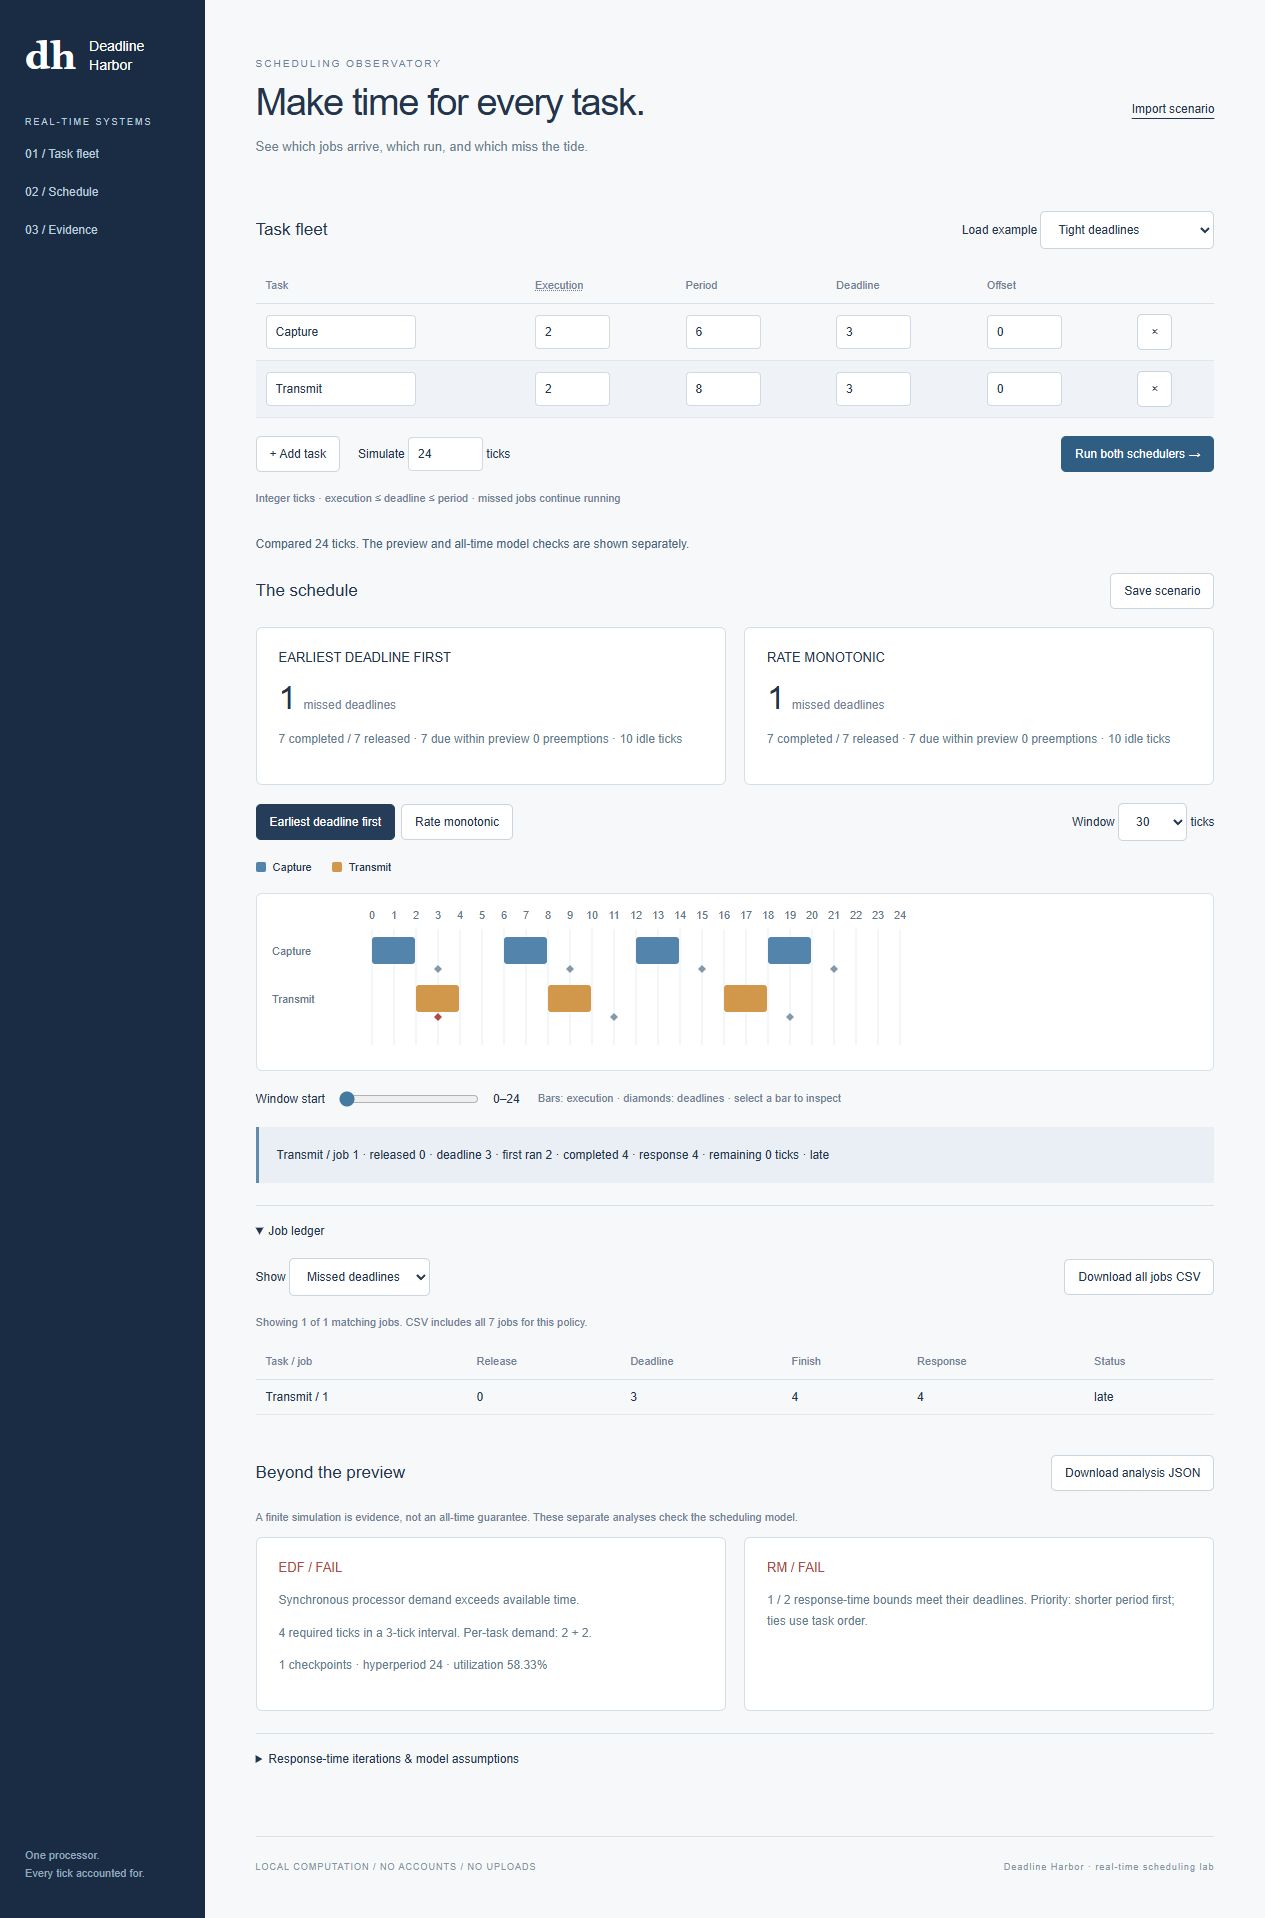 dh
Deadline
Harbor
REAL-TIME SYSTEMS
01 / Task fleet
02 / Schedule
03 / Evidence
One processor.
Every tick accounted for.
SCHEDULING OBSERVATORY
Make time for every task.
Import scenario
See which jobs arrive, which run, and which miss the tide.
Task fleet
Load example Tight deadlines
Task Execution Period Deadline Offset
Capture 2 6 3 0 ×
Transmit 2 8 3 0 ×
+ Add task Simulate 24 ticks Run both schedulers →
Integer ticks · execution ≤ deadline ≤ period · missed jobs continue running
Compared 24 ticks. The preview and all-time model checks are shown separately.
The schedule
Save scenario
EARLIEST DEADLINE FIRST
1 missed deadlines
7 completed / 7 released · 7 due within preview 0 preemptions · 10 idle ticks
RATE MONOTONIC
1 missed deadlines
7 completed / 7 released · 7 due within preview 0 preemptions · 10 idle ticks
Earliest deadline first Rate monotonic Window 30 ticks
Capture Transmit
0 1 2 3 4 5 6 7 8 9 10 11 12 13 14 15 16 17 18 19 20 21 22 23 24
Capture
Transmit
Window start 0–24 Bars: execution · diamonds: deadlines · select a bar to inspect
Transmit / job 1 · released 0 · deadline 3 · first ran 2 · completed 4 · response 4 · remaining 0 ticks · late
▼ Job ledger
Show Missed deadlines Download all jobs CSV
Showing 1 of 1 matching jobs. CSV includes all 7 jobs for this policy.
Task / job Release Deadline Finish Response Status
Transmit / 1 0 3 4 4 late
Beyond the preview
Download analysis JSON
A finite simulation is evidence, not an all-time guarantee. These separate analyses check the scheduling model.
EDF / FAIL
Synchronous processor demand exceeds available time.
4 required ticks in a 3-tick interval. Per-task demand: 2 + 2.
1 checkpoints · hyperperiod 24 · utilization 58.33%
RM / FAIL
1 / 2 response-time bounds meet their deadlines. Priority: shorter period first;
ties use task order.
▶ Response-time iterations & model assumptions
LOCAL COMPUTATION / NO ACCOUNTS / NO UPLOADS
Deadline Harbor · real-time scheduling lab